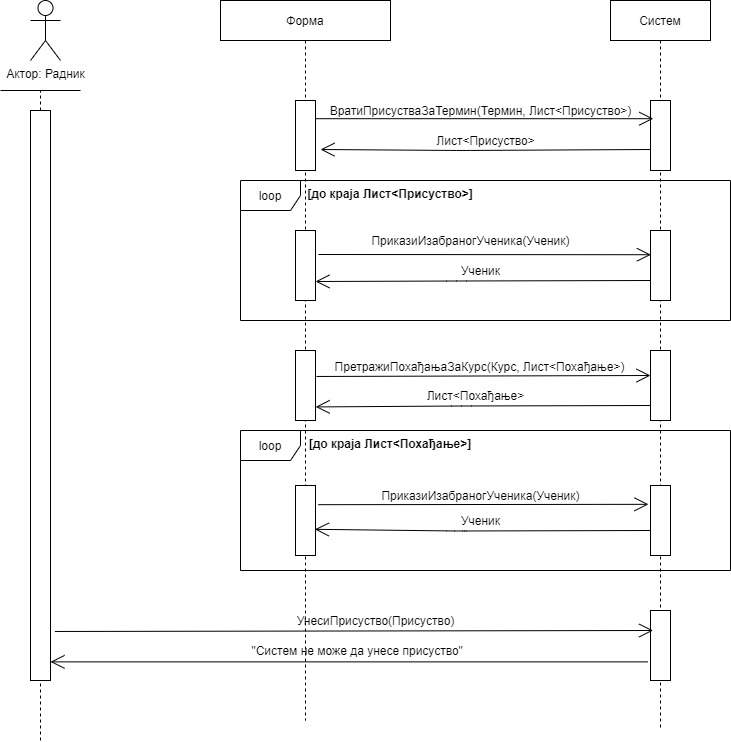 Форма
Систем
Актор: Радник
ВратиПрисустваЗаТермин(Термин, Лист<Присуство>)
Лист<Присуство>
loop
[до краја Лист<Присуство>]
ПриказиИзабраногУченика(Ученик)
Ученик
ПретражиПохађањаЗаКурс(Курс, Лист<Похађање>)
Лист<Похађање>
loop
[до краја Лист<Похађање>]
ПриказиИзабраногУченика(Ученик)
Ученик
УнесиПрисуство(Присуство)
"Систем не може да унесе присуство"